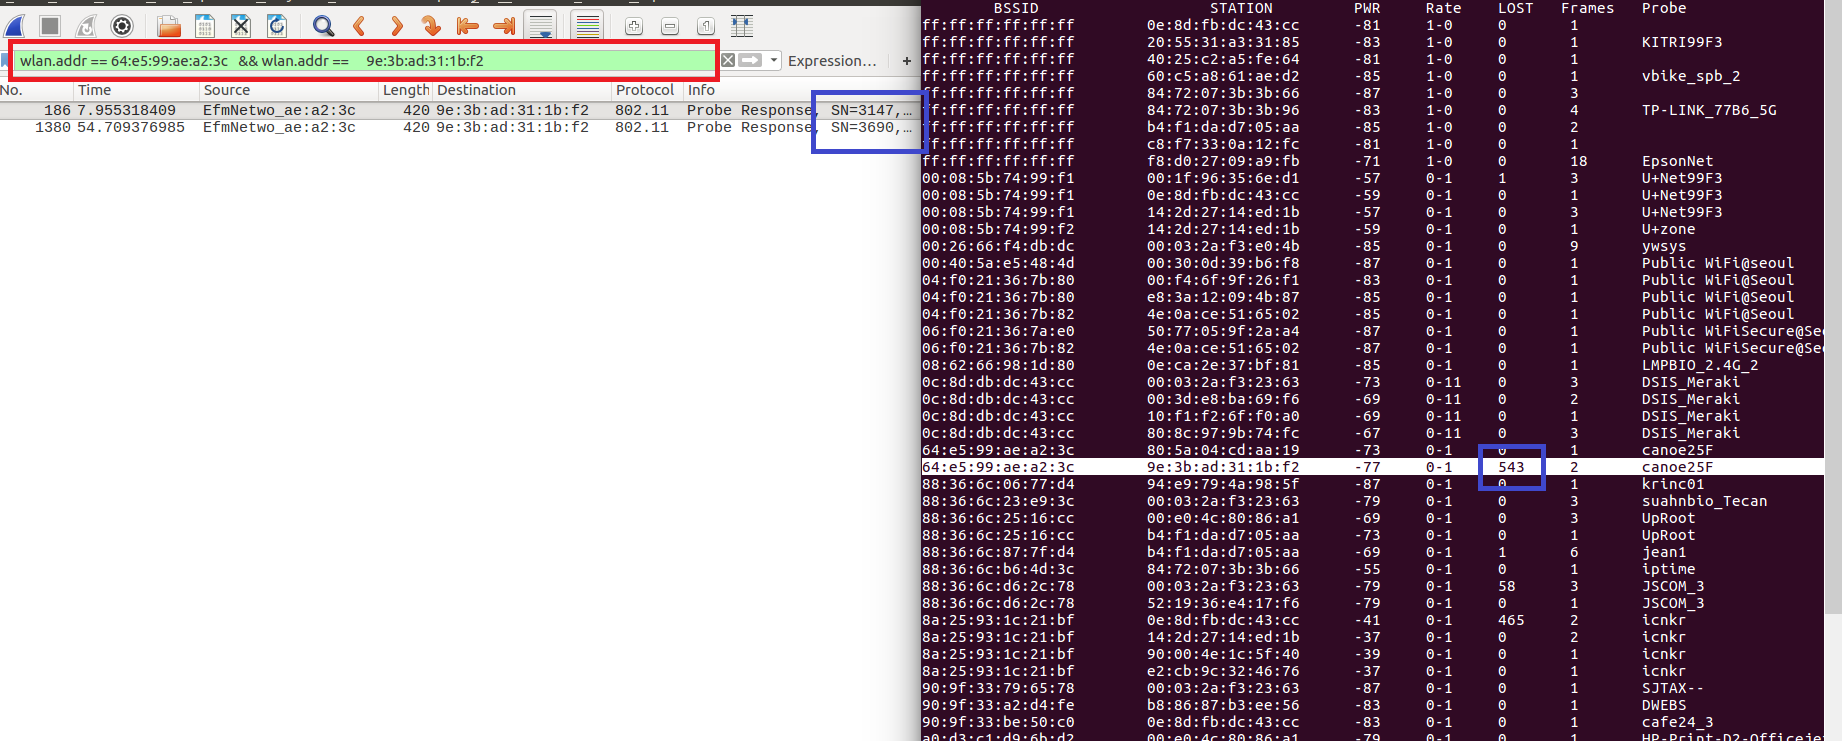 wlan.addr == 64:e5:99:ae:a2:3c && wlan.addr == 9e:3b:ad:31:1b:f2 Expression… +
No. Time Source Length Destination Protocol Info
186 7.955318409 EfmNetwo_ae:a2:3c 420 9e:3b:ad:31:1b:f2 802.11 Probe Response, SN=3147,…
1380 54.709376985 EfmNetwo_ae:a2:3c 420 9e:3b:ad:31:1b:f2 802.11 Probe Response, SN=3690,…
BSSID STATION PWR Rate LOST Frames Probe
ff:ff:ff:ff:ff:ff 0e:8d:fb:dc:43:cc -81 1-0 0 1
ff:ff:ff:ff:ff:ff 20:55:31:a3:31:85 -83 1-0 0 1 KITRI99F3
ff:ff:ff:ff:ff:ff 40:25:c2:a5:fe:64 -81 1-0 0 1
ff:ff:ff:ff:ff:ff 60:c5:a8:61:ae:d2 -85 1-0 0 1 vbike_spb_2
ff:ff:ff:ff:ff:ff 84:72:07:3b:3b:66 -87 1-0 0 3
ff:ff:ff:ff:ff:ff 84:72:07:3b:3b:96 -83 1-0 0 4 TP-LINK_77B6_5G
ff:ff:ff:ff:ff:ff b4:f1:da:d7:05:aa -85 1-0 0 2
ff:ff:ff:ff:ff:ff c8:f7:33:0a:12:fc -81 1-0 0 1
ff:ff:ff:ff:ff:ff f8:d0:27:09:a9:fb -71 1-0 0 18 EpsonNet
00:08:5b:74:99:f1 00:1f:96:35:6e:d1 -57 0-1 1 3 U+Net99F3
00:08:5b:74:99:f1 0e:8d:fb:dc:43:cc -59 0-1 0 1 U+Net99F3
00:08:5b:74:99:f1 14:2d:27:14:ed:1b -57 0-1 0 3 U+Net99F3
00:08:5b:74:99:f2 14:2d:27:14:ed:1b -59 0-1 0 1 U+zone
00:26:66:f4:db:dc 00:03:2a:f3:e0:4b -85 0-1 0 9 ywsys
00:40:5a:e5:48:4d 00:30:0d:39:b6:f8 -87 0-1 0 1 Public WiFi@seoul
04:f0:21:36:7b:80 00:f4:6f:9f:26:f1 -83 0-1 0 1 Public WiFi@Seoul
04:f0:21:36:7b:80 e8:3a:12:09:4b:87 -85 0-1 0 1 Public WiFi@Seoul
04:f0:21:36:7b:82 4e:0a:ce:51:65:02 -85 0-1 0 1 Public WiFi@Seoul
06:f0:21:36:7a:e0 50:77:05:9f:2a:a4 -87 0-1 0 1 Public WiFiSecure@Seo
06:f0:21:36:7b:82 4e:0a:ce:51:65:02 -87 0-1 0 1 Public WiFiSecure@Seo
08:62:66:98:1d:80 0e:ca:2e:37:bf:81 -85 0-1 0 1 LMPBIO_2.4G_2
0c:8d:db:dc:43:cc 00:03:2a:f3:23:63 -73 0-11 0 3 DSIS_Meraki
0c:8d:db:dc:43:cc 00:3d:e8:ba:69:f6 -69 0-11 0 2 DSIS_Meraki
0c:8d:db:dc:43:cc 10:f1:f2:6f:f0:a0 -69 0-11 0 1 DSIS_Meraki
0c:8d:db:dc:43:cc 80:8c:97:9b:74:fc -67 0-11 0 3 DSIS_Meraki
64:e5:99:ae:a2:3c 80:5a:04:cd:aa:19 -73 0-1 0 1 canoe25F
64:e5:99:ae:a2:3c 9e:3b:ad:31:1b:f2 -77 0-1 543 2 canoe25F
88:36:6c:06:77:d4 94:e9:79:4a:98:5f -87 0-1 0 1 krinc01
88:36:6c:23:e9:3c 00:03:2a:f3:23:63 -79 0-1 0 3 suahnbio_Tecan
88:36:6c:25:16:cc 00:e0:4c:80:86:a1 -69 0-1 0 3 UpRoot
88:36:6c:25:16:cc b4:f1:da:d7:05:aa -73 0-1 0 1 UpRoot
88:36:6c:87:7f:d4 b4:f1:da:d7:05:aa -69 0-1 1 6 jean1
88:36:6c:b6:4d:3c 84:72:07:3b:3b:66 -55 0-1 0 1 iptime
88:36:6c:d6:2c:78 00:03:2a:f3:23:63 -79 0-1 58 3 JSCOM_3
88:36:6c:d6:2c:78 52:19:36:e4:17:f6 -79 0-1 0 1 JSCOM_3
8a:25:93:1c:21:bf 0e:8d:fb:dc:43:cc -41 0-1 465 2 icnkr
8a:25:93:1c:21:bf 14:2d:27:14:ed:1b -37 0-1 0 2 icnkr
8a:25:93:1c:21:bf 90:00:4e:1c:5f:40 -39 0-1 0 1 icnkr
8a:25:93:1c:21:bf e2:cb:9c:32:46:76 -37 0-1 0 1 icnkr
90:9f:33:79:65:78 00:03:2a:f3:23:63 -87 0-1 0 1 SJTAX--
90:9f:33:a2:d4:fe b8:86:87:b3:ee:56 -83 0-1 0 1 DWEBS
90:9f:33:be:50:c0 0e:8d:fb:dc:43:cc -83 0-1 0 1 cafe24_3
a0:d3:c1:d9:6b:d2 00:e0:4c:80:86:a1 -79 0-1 0 1 HP-Print-D2-Officejet